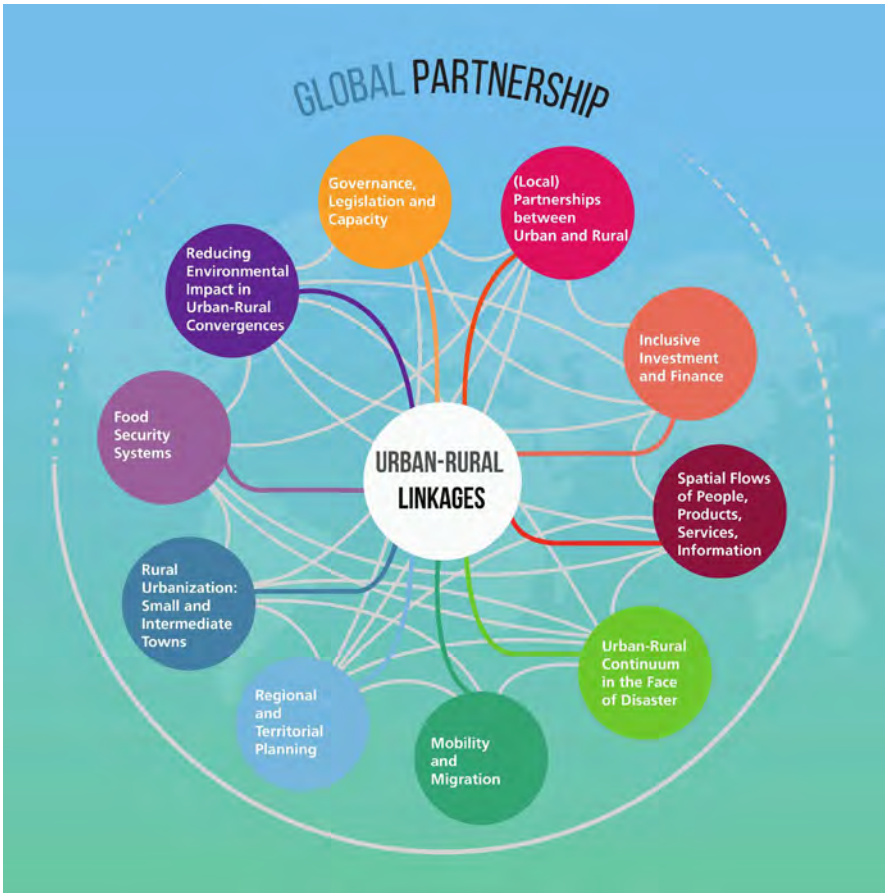 GLOBAL PARTNERSHIP
Governance,
Legislation and
Capacity
(Local)
Partnerships
between
Urban and Rural
Reducing
Environmental
Impact in
Urban-Rural
Convergences
Inclusive
Investment
and Finance
Food
Security
Systems
URBAN-RURAL
LINKAGES
Spatial Flows
of People,
Products,
Services,
Information
Rural
Urbanization:
Small and
Intermediate
Towns
Urban-Rural
Continuum
in the Face
of Disaster
Regional
and
Territorial
Planning
Mobility
and
Migration